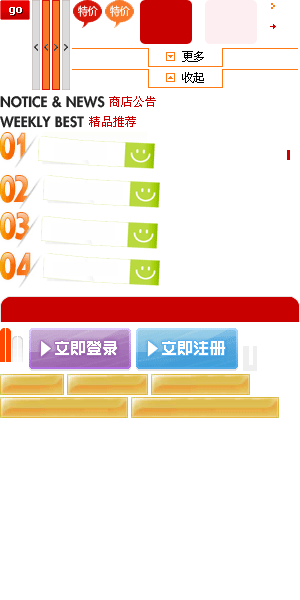 go
特价 特价
更多
收起
NOTICE & NEWS 商店公告
WEEKLY BEST 精品推荐
01
02
03
04
立即登录 立即注册